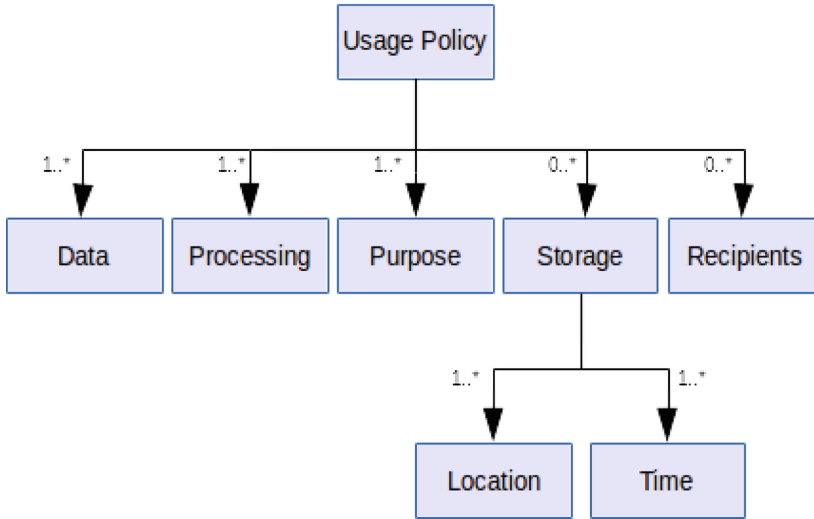 Usage Policy
1..* 1..* 1..* 0..* 0..*
Data Processing Purpose Storage Recipients
1..* 1..*
Location Time